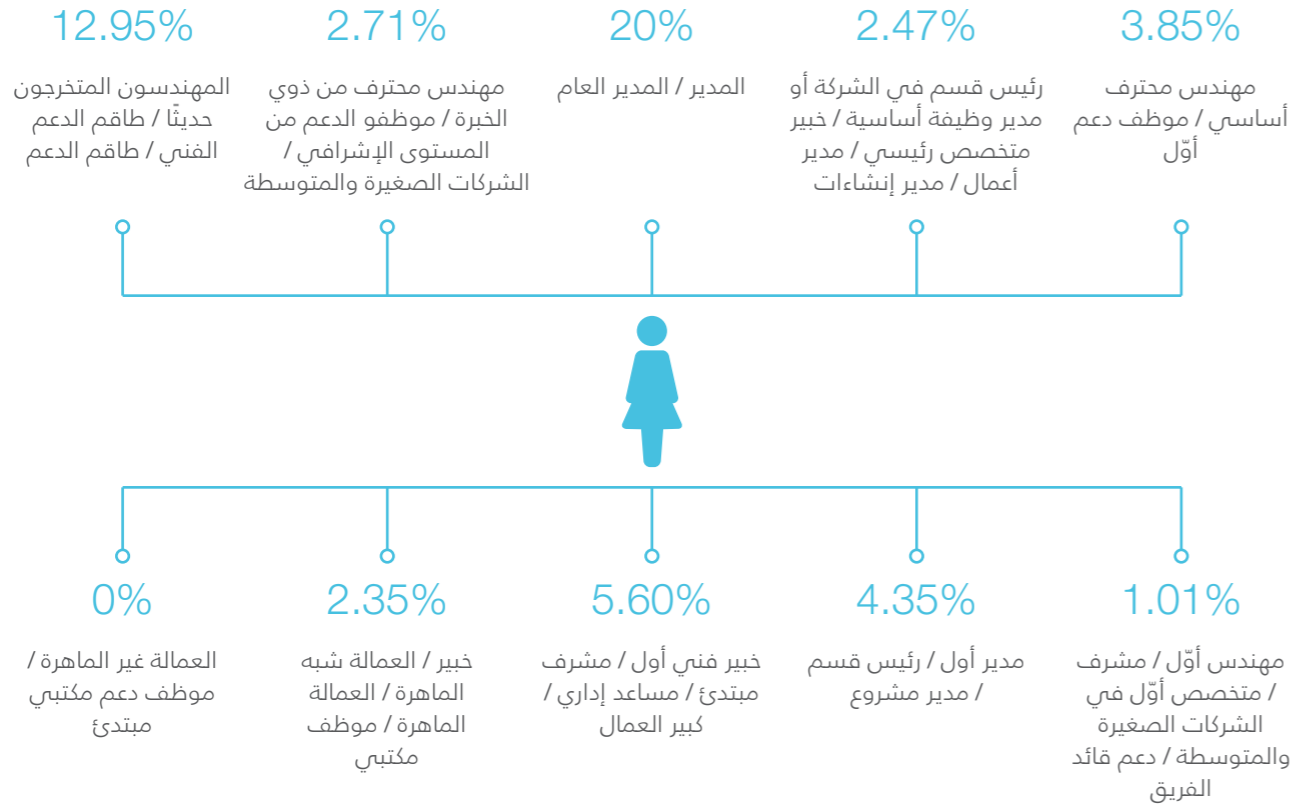 3.85%
مهندس محترف
أساسي / موظف دعم
أوّل
2.47%
رئيس قسم في الشركة أو
مدير وظيفة أساسية / خبير
متخصص رئيسي / مدير
أعمال / مدير إنشاءات
20%
المدير / المدير العام
2.71%
مهندس محترف من ذوي
الخبرة / موظفو الدعم من
المستوى الإشرافي /
الشركات الصغيرة والمتوسطة
12.95%
المهندسون المتخرجون
حديثًا / طاقم الدعم
الفني / طاقم الدعم
1.01%
مهندس أوّل / مشرف
/ متخصص أوّل في
الشركات الصغيرة
والمتوسطة / دعم قائد
الفريق
4.35%
مدير أول / رئيس قسم
/ مدير مشروع
5.60%
خبير فني أول / مشرف
مبتدئ / مساعد إداري /
كبير العمال
2.35%
خبير / العمالة شبه
الماهرة / العمالة
الماهرة / موظف
مكتبي
0%
العمالة غير الماهرة /
موظف دعم مكتبي
مبتدئ